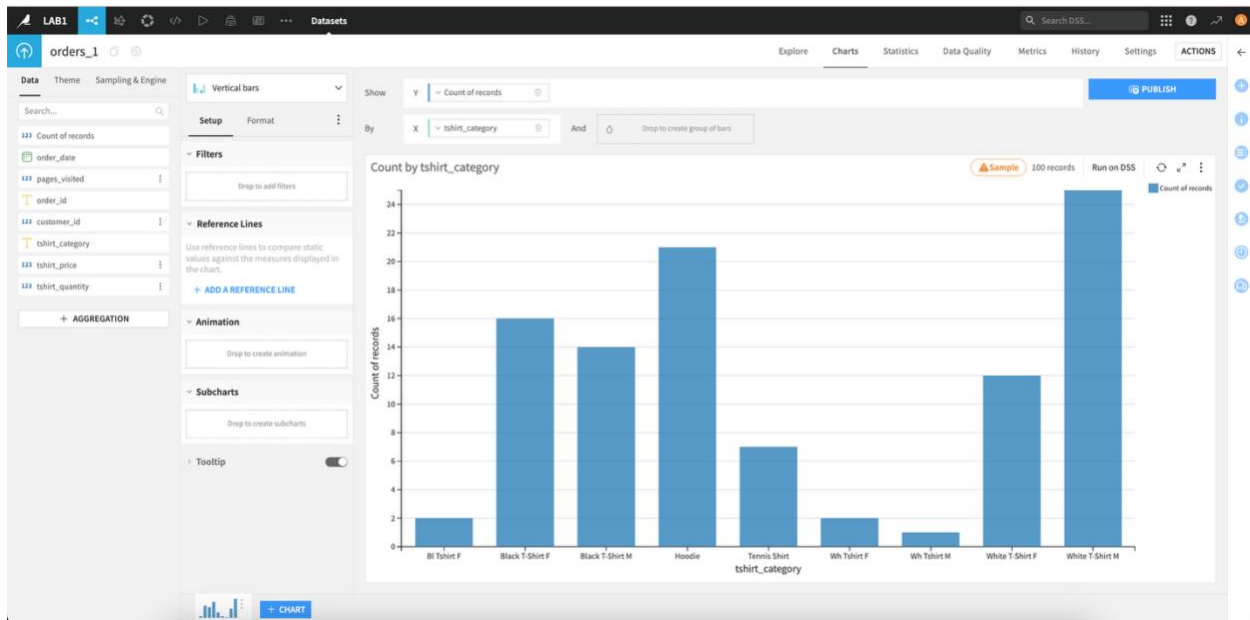 LAB1 Datasets Search DSS...
orders_1 Explore Charts Statistics Data Quality Metrics History Settings ACTIONS
Data Theme Sampling & Engine
Search...
123 Count of records
order_date
123 pages_visited
T order_id
123 customer_id
T tshirt_category
123 tshirt_price
123 tshirt_quantity
+ AGGREGATION
Vertical bars
Setup Format
Filters
Drop to add filters
Reference Lines
Use reference lines to compare static
values against the measures displayed in
the chart.
+ ADD A REFERENCE LINE
Animation
Drop to create animation
Subcharts
Drop to create subcharts
Tooltip
Show Y Count of records
PUBLISH
By X tshirt_category And Drop to create group of bars
Count by tshirt_category
Sample 100 records Run on DSS
Count of records
Count of records
24
22
20
18
16
14
12
10
8
6
4
2
0
Bl Tshirt F Black T-Shirt F Black T-Shirt M Hoodie Tennis Shirt Wh Tshirt F Wh Tshirt M White T-Shirt F White T-Shirt M
tshirt_category
+ CHART